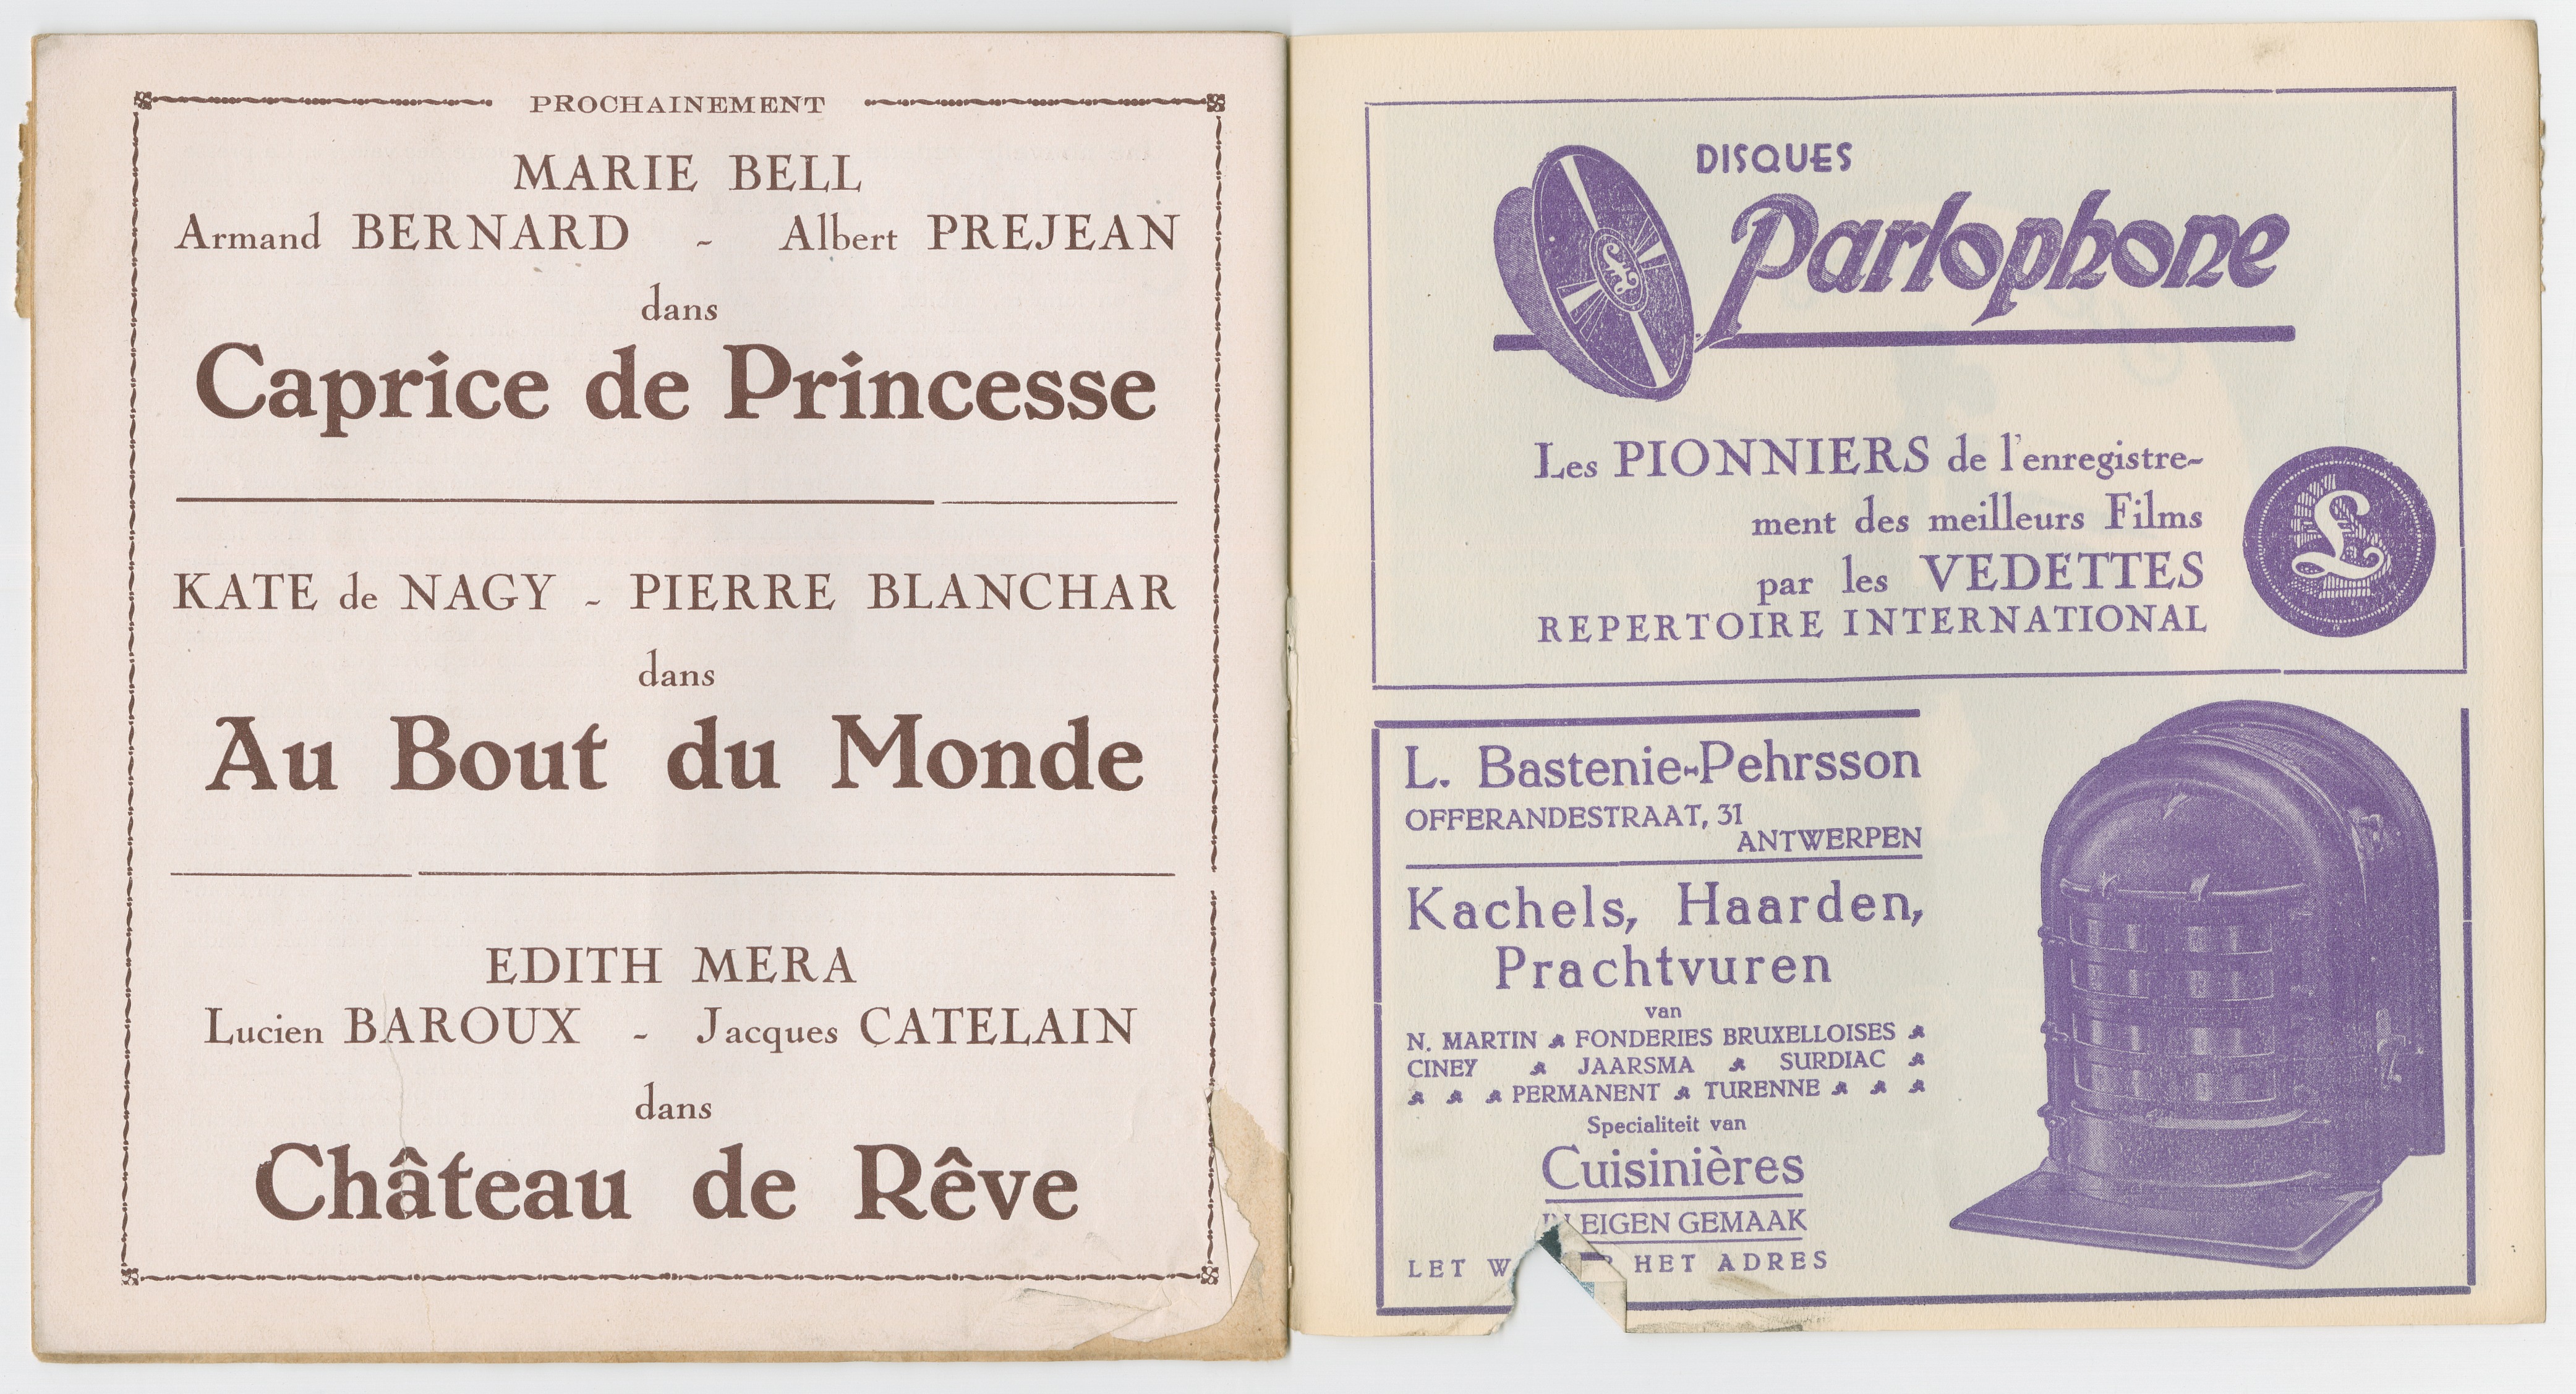 PROCHAINEMENT
MARIE BELL
Armand BERNARD - Albert PREJEAN
dans
Caprice de Princesse
KATE de NAGY - PIERRE BLANCHAR
dans
Au Bout du Monde
EDITH MERA
Lucien BAROUX - Jacques CATELAIN
dans
Château de Rêve
DISQUES
Parlophone
Les PIONNIERS de l'enregistre-
ment des meilleurs Films
par les VEDETTES
REPERTOIRE INTERNATIONAL
£
L. Bastenie-Pehrsson
OFFERANDESTRAAT, 31
ANTWERPEN
Kachels, Haarden,
Prachtvuren
van
N. MARTIN FONDERIES BRUXELLOISES
CINEY JAARSMA SURDIAC
PERMANENT TURENNE
Specialiteit van
Cuisinières
IN EIGEN GEMAAK
LET HET ADRES